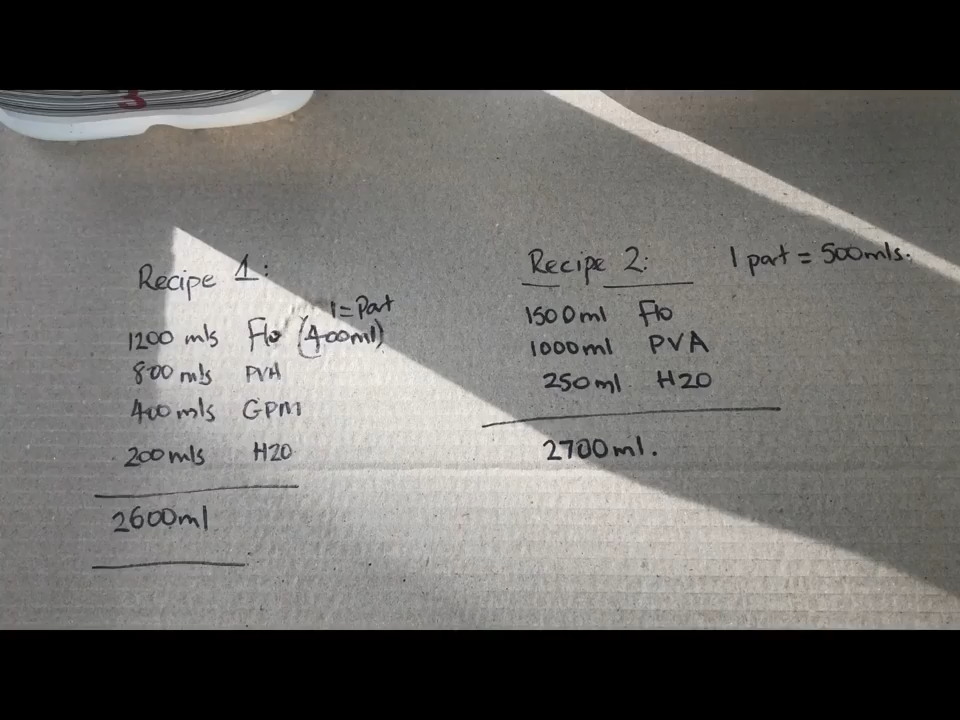 3
Recipe 1:
1 = Part
1200 mls Flo (400ml)
800 mls PVA
400 mls GPM
200 mls H20
2600ml
Recipe 2:
1 part = 500mls.
1500ml Flo
1000ml PVA
250ml H20
2700ml.